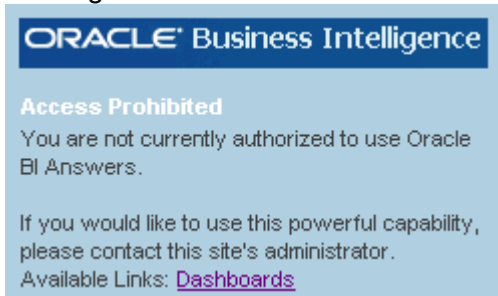 ORACLE® Business Intelligence
Access Prohibited
You are not currently authorized to use Oracle
BI Answers.
If you would like to use this powerful capability,
please contact this site's administrator.
Available Links: Dashboards